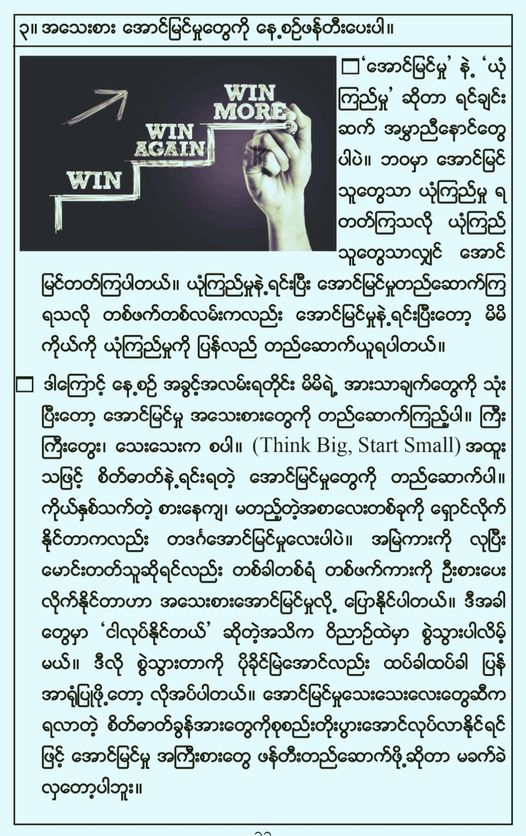 ၃။ အသေးစား အောင်မြင်မှုတွေကို နေ့စဉ်ဖန်တီးပေးပါ။
WIN
WIN
AGAIN
WIN
MORE
□ ‘အောင်မြင်မှု’ နဲ့ ‘ယုံ
ကြည်မှု’ ဆိုတာ ရင်ချင်း
ဆက် အမွှာညီနောင်တွေ
ပါပဲ။ ဘဝမှာ အောင်မြင်
သူတွေသာ ယုံကြည်မှု ရ
တတ်ကြသလို ယုံကြည်
သူတွေသာလျှင် အောင်
မြင်တတ်ကြပါတယ်။ ယုံကြည်မှုနဲ့ရင်းပြီး အောင်မြင်မှုတည်ဆောက်ကြ
ရသလို တစ်ဖက်တစ်လမ်းကလည်း အောင်မြင်မှုနဲ့ရင်းပြီးတော့ မိမိ
ကိုယ်ကို ယုံကြည်မှုကို ပြန်လည် တည်ဆောက်ယူရပါတယ်။
□ ဒါကြောင့် နေ့စဉ် အခွင့်အလမ်းရတိုင်း မိမိရဲ့ အားသာချက်တွေကို သုံး
ပြီးတော့ အောင်မြင်မှု အသေးစားတွေကို တည်ဆောက်ကြည့်ပါ။ ကြီး
ကြီးတွေး၊ သေးသေးက စပါ။ (Think Big, Start Small) အထူး
သဖြင့် စိတ်ဓာတ်နဲ့ရင်းရတဲ့ အောင်မြင်မှုတွေကို တည်ဆောက်ပါ။
ကိုယ်နှစ်သက်တဲ့ စားနေကျ၊ မတည့်တဲ့အစာလေးတစ်ခုကို ရှောင်လိုက်
နိုင်တာကလည်း တဒင်္ဂအောင်မြင်မှုလေးပါပဲ။ အမြဲကားကို လုပြီး
မောင်းတတ်သူဆိုရင်လည်း တစ်ခါတစ်ရံ တစ်ဖက်ကားကို ဦးစားပေး
လိုက်နိုင်တာဟာ အသေးစားအောင်မြင်မှုလို့ ပြောနိုင်ပါတယ်။ ဒီအခါ
တွေမှာ ‘ငါလုပ်နိုင်တယ်’ ဆိုတဲ့အသိက ဝိညာဉ်ထဲမှာ စွဲသွားပါလိမ့်
မယ်။ ဒီလို စွဲသွားတာကို ပိုခိုင်မြဲအောင်လည်း ထပ်ခါထပ်ခါ ပြန်
အာရုံပြုဖို့တော့ လိုအပ်ပါတယ်။ အောင်မြင်မှုသေးသေးလေးတွေဆီက
ရလာတဲ့ စိတ်ဓာတ်ခွန်အားတွေကိုစုစည်းတိုးပွားအောင်လုပ်လာနိုင်ရင်
ဖြင့် အောင်မြင်မှု အကြီးစားတွေ ဖန်တီးတည်ဆောက်ဖို့ဆိုတာ မခက်ခဲ
လှတော့ပါဘူး။